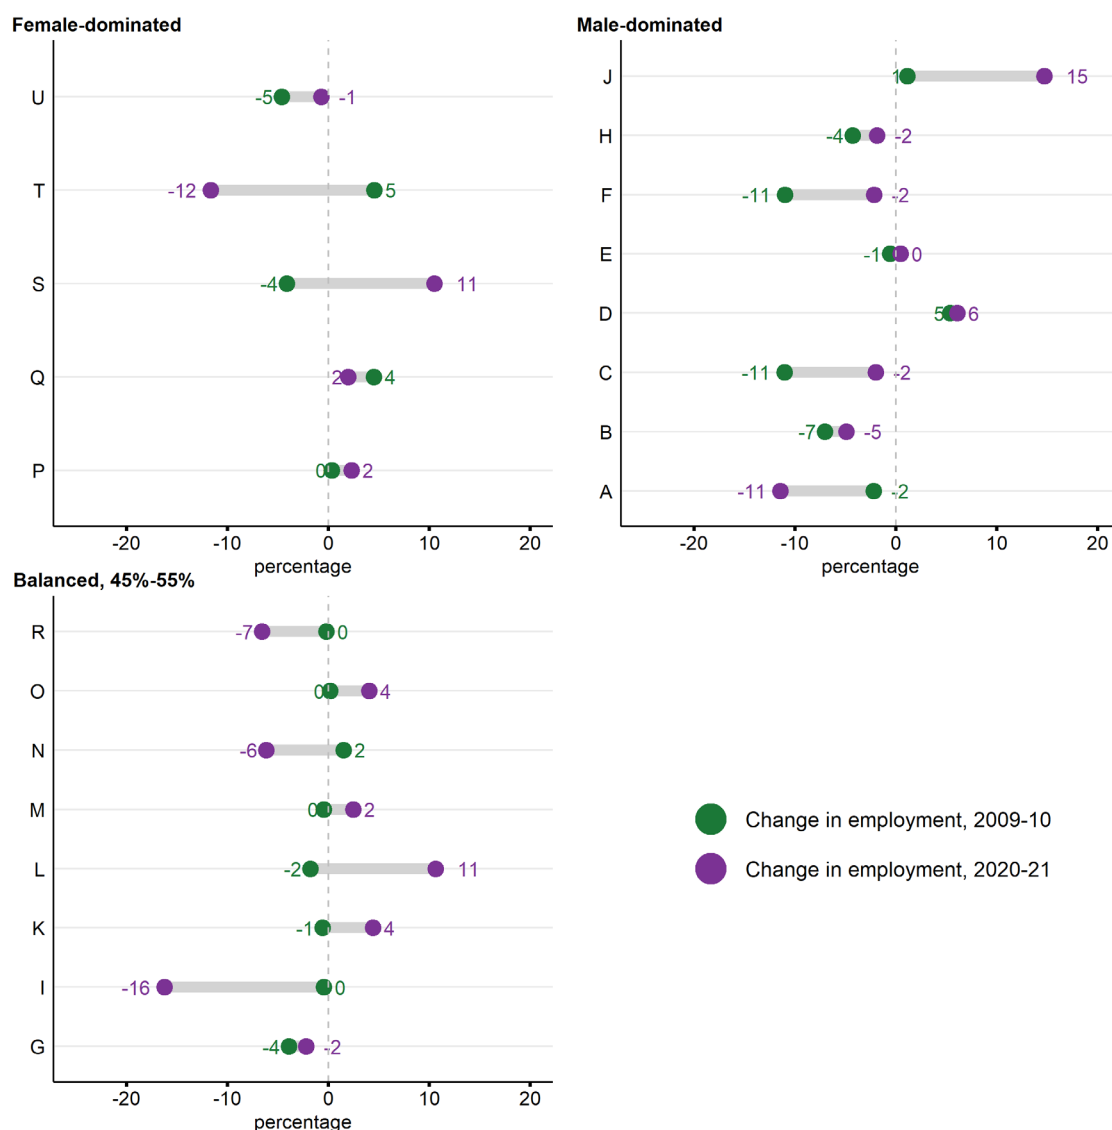 Female-dominated
U -5 -1
T -12 5
S -4 11
Q 2 4
P 0 2
-20 -10 0 10 20
percentage
Male-dominated
J 1 15
H -4 -2
F -11 -2
E -1 0
D 5 6
C -11 -2
B -7 -5
A -11 -2
-20 -10 0 10 20
percentage
Balanced, 45%-55%
R -7 0
O 0 4
N -6 2
M 0 2
L -2 11
K -1 4
I -16 0
G -4 -2
-20 -10 0 10 20
percentage
Change in employment, 2009-10
Change in employment, 2020-21